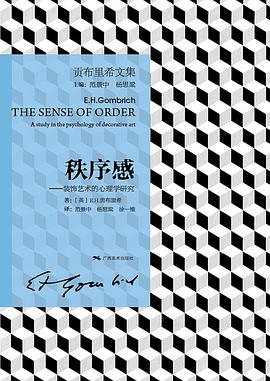 贡布里希文集
主编：范景中 杨思梁
E.H.Gombrich
THE SENSE OF ORDER
A study in the psychology of decorative art
秩序感
——装饰艺术的心理学研究
著：［英］E.H.贡布里希
译：范景中 杨思梁 徐一维
广西美术出版社
E H Gombrich